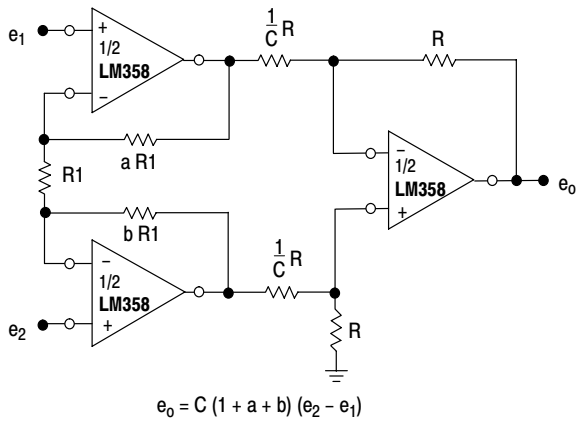 e1
+
1/2
LM358
−
1/C R
R
a R1
R1
b R1
−
1/2
LM358
+
eo
−
1/2
LM358
+
e2
1/C R
R
eo = C (1 + a + b) (e2 − e1)